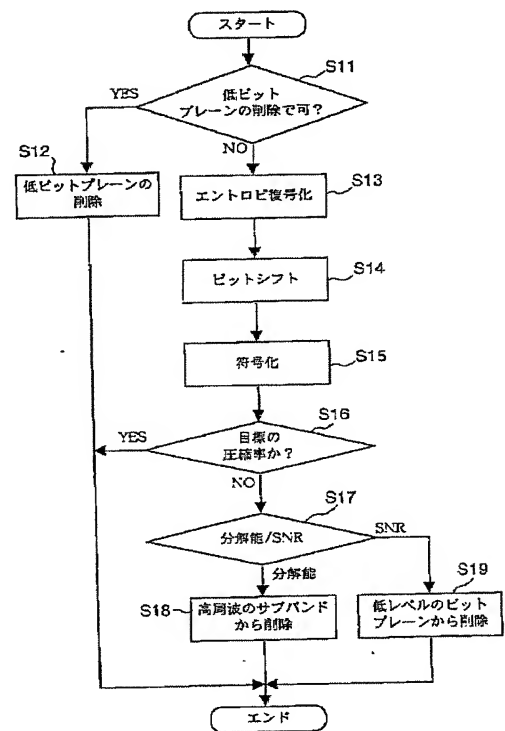 スタート
S11
低ビット
プレーンの削除で可?
YES
NO
S12
低ビットプレーンの
削除
エントロピ復号化
S13
ビットシフト
S14
符号化
S15
S16
目標の
圧縮率か?
YES
NO
S17
分解能/SNR
SNR
分解能
S18
高周波のサブバンド
から削除
S19
低レベルのビット
プレーンから削除
エンド